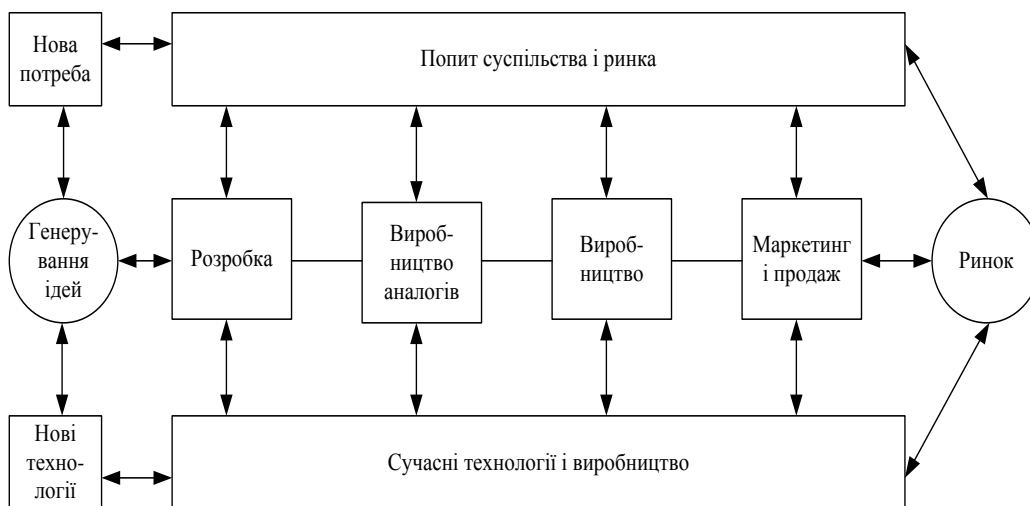 Нова
потреба
Попит суспільства і ринка
Генеру-
вання
ідей
Розробка
Вироб-
ництво
аналогів
Вироб-
ництво
Маркетинг
і продаж
Ринок
Нові
техно-
логії
Сучасні технології і виробництво